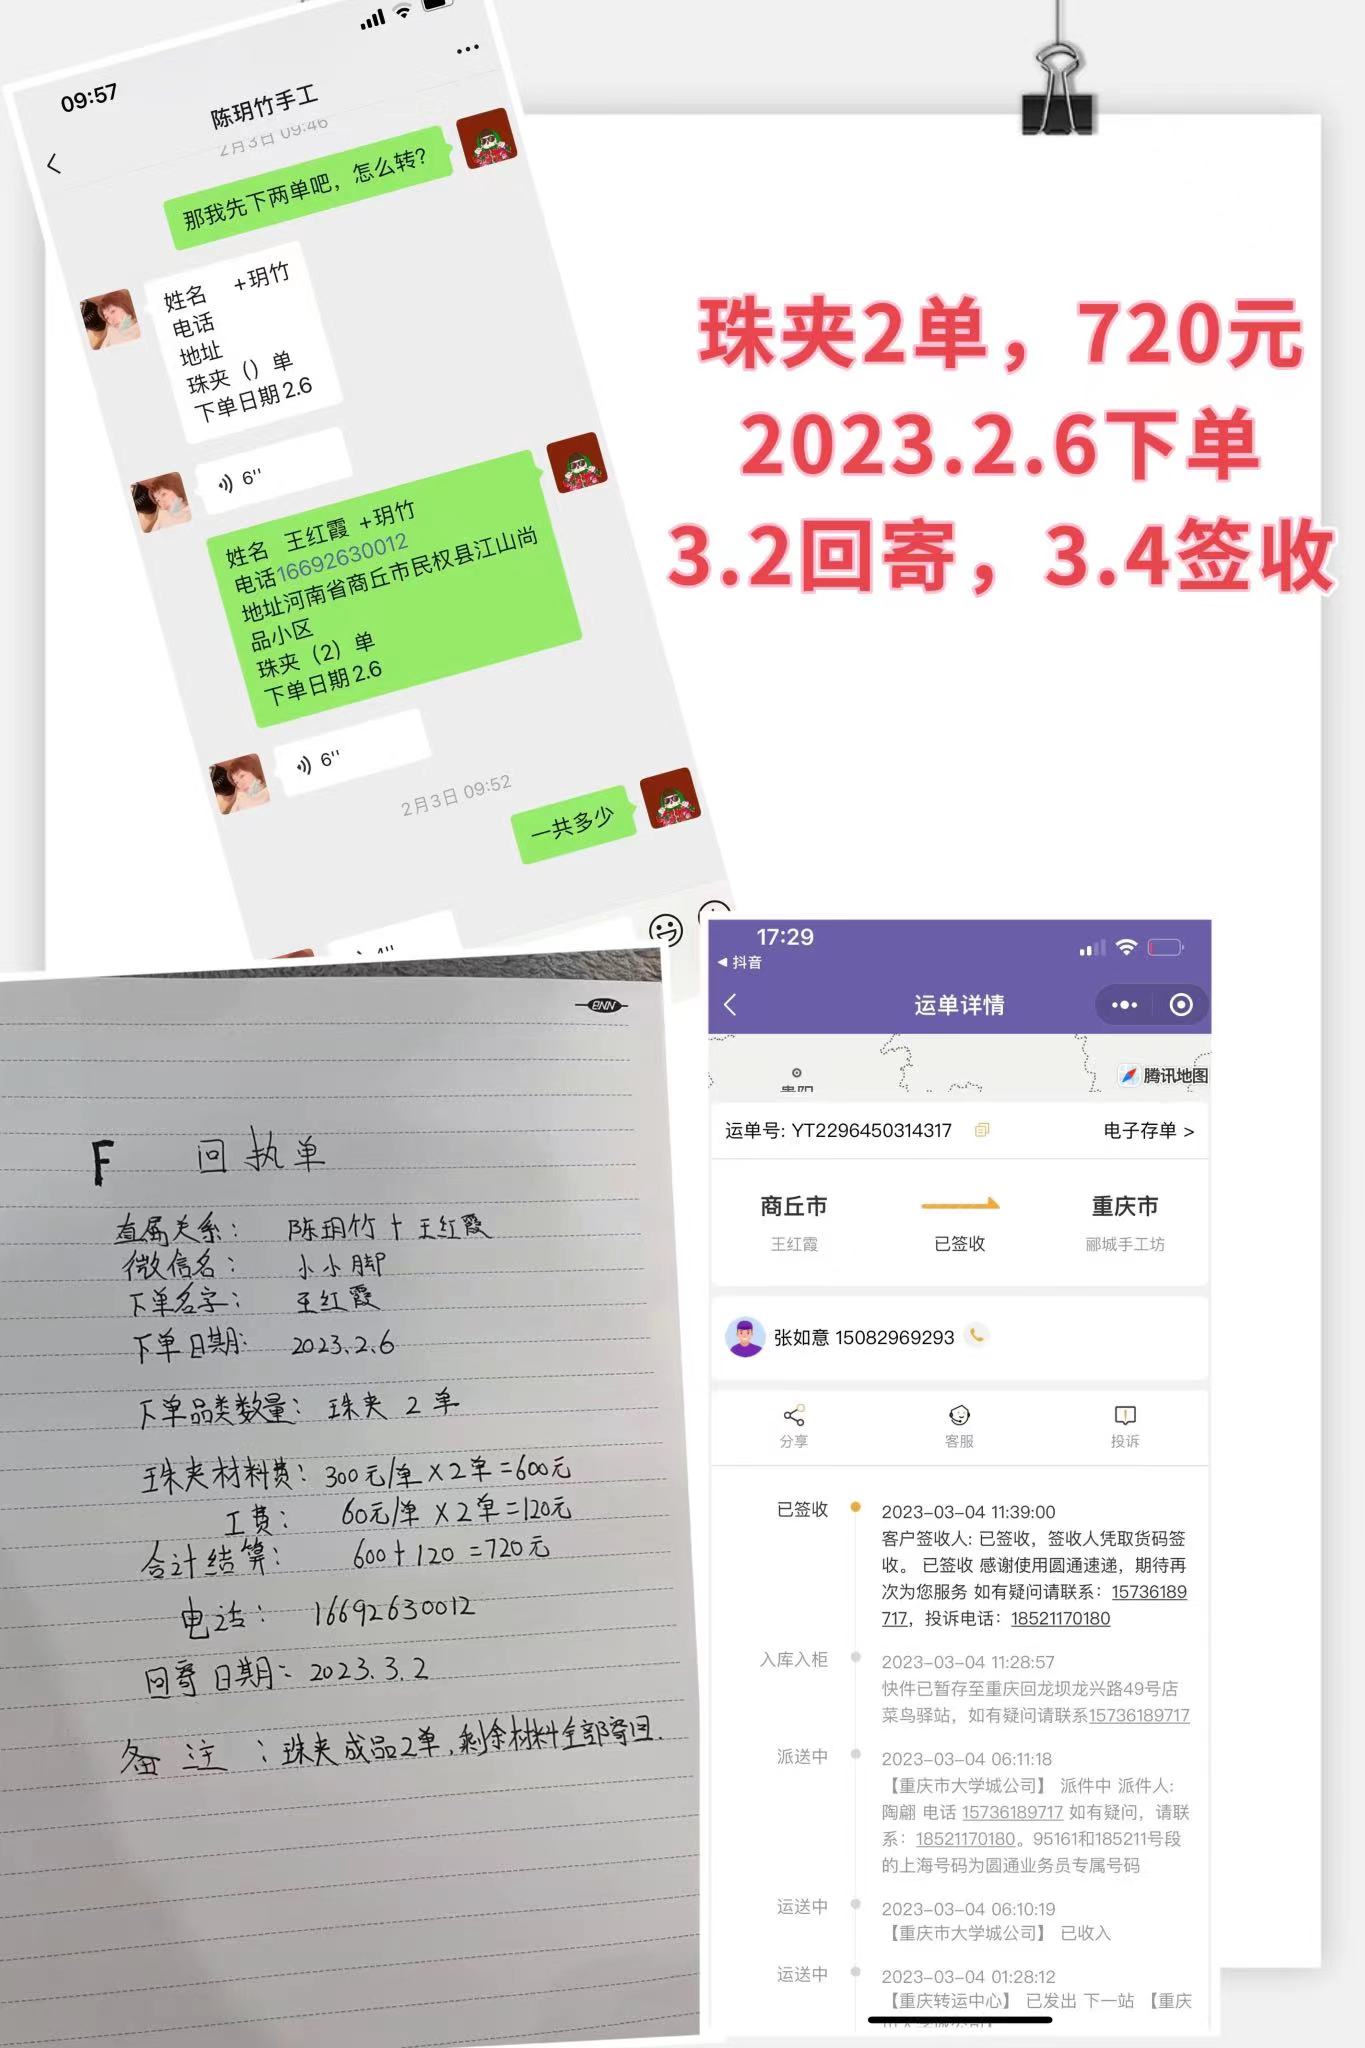 09:57
陈玥竹手工
2月3日 09:46
那我先下两单吧，怎么转？
姓名 +玥竹
电话
地址
珠夹（）单
下单日期2.6
6''
姓名 王红霞 +玥竹
电话16692630012
地址河南省商丘市民权县江山尚
品小区
珠夹（2）单
下单日期2.6
6''
2月3日 09:52
一共多少
4''
珠夹2单，720元
2023.2.6下单
3.2回寄，3.4签收
BNN
F 回执单
直属关系： 陈玥竹+王红霞
微信名： 小小脚
下单名字： 王红霞
下单日期： 2023.2.6
下单品类数量： 珠夹 2单
珠夹材料费：300元/单×2单=600元
工费： 60元/单×2单=120元
合计结算： 600+120=720元
电话： 16692630012
回寄日期：2023.3.2
备注：珠夹成品2单，剩余材料全部寄回.
17:29
◀ 抖音
运单详情
贵阳
腾讯地图
运单号: YT2296450314317
电子存单 >
商丘市
重庆市
王红霞
已签收
郦城手工坊
张如意 15082969293
分享
客服
投诉
已签收
2023-03-04 11:39:00
客户签收人: 已签收，签收人凭取货码签
收。 已签收 感谢使用圆通速递，期待再
次为您服务 如有疑问请联系：15736189
717，投诉电话：18521170180
入库入柜
2023-03-04 11:28:57
快件已暂存至重庆回龙坝龙兴路49号店
菜鸟驿站，如有疑问请联系15736189717
派送中
2023-03-04 06:11:18
【重庆市大学城公司】 派件中 派件人:
陶翩 电话 15736189717 如有疑问，请联
系：18521170180。95161和185211号段
的上海号码为圆通业务员专属号码
运送中
2023-03-04 06:10:19
【重庆市大学城公司】 已收入
运送中
2023-03-04 01:28:12
【重庆转运中心】 已发出 下一站 【重庆